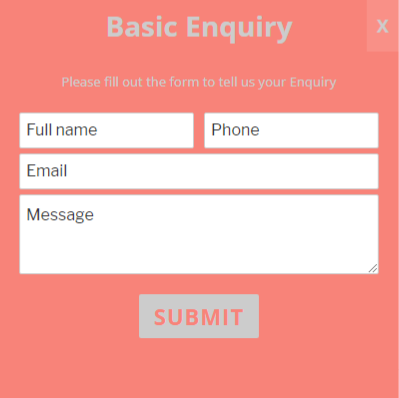 Basic Enquiry
X
Please fill out the form to tell us your Enquiry
Full name
Phone
Email
Message
SUBMIT